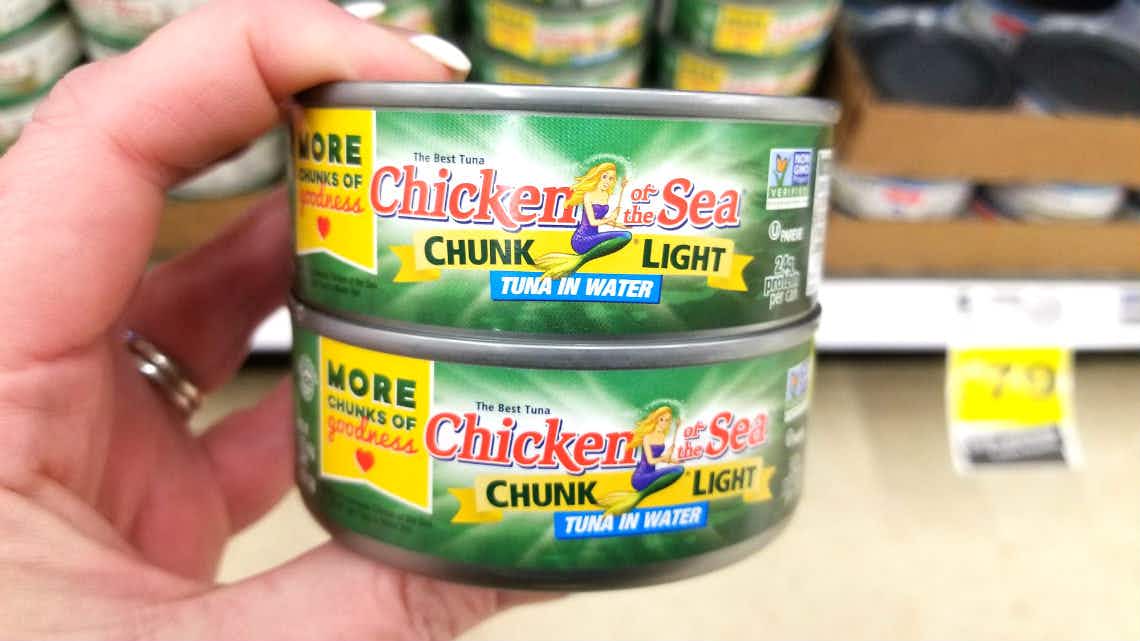 MORE
CHUNKS OF
goodness
The Best Tuna
Chicken of the Sea
CHUNK LIGHT
TUNA IN WATER
NON
GMO
VERIFIED
U PAREVE
24g
protein
per can
MORE
CHUNKS OF
goodness
The Best Tuna
Chicken of the Sea
CHUNK LIGHT
TUNA IN WATER